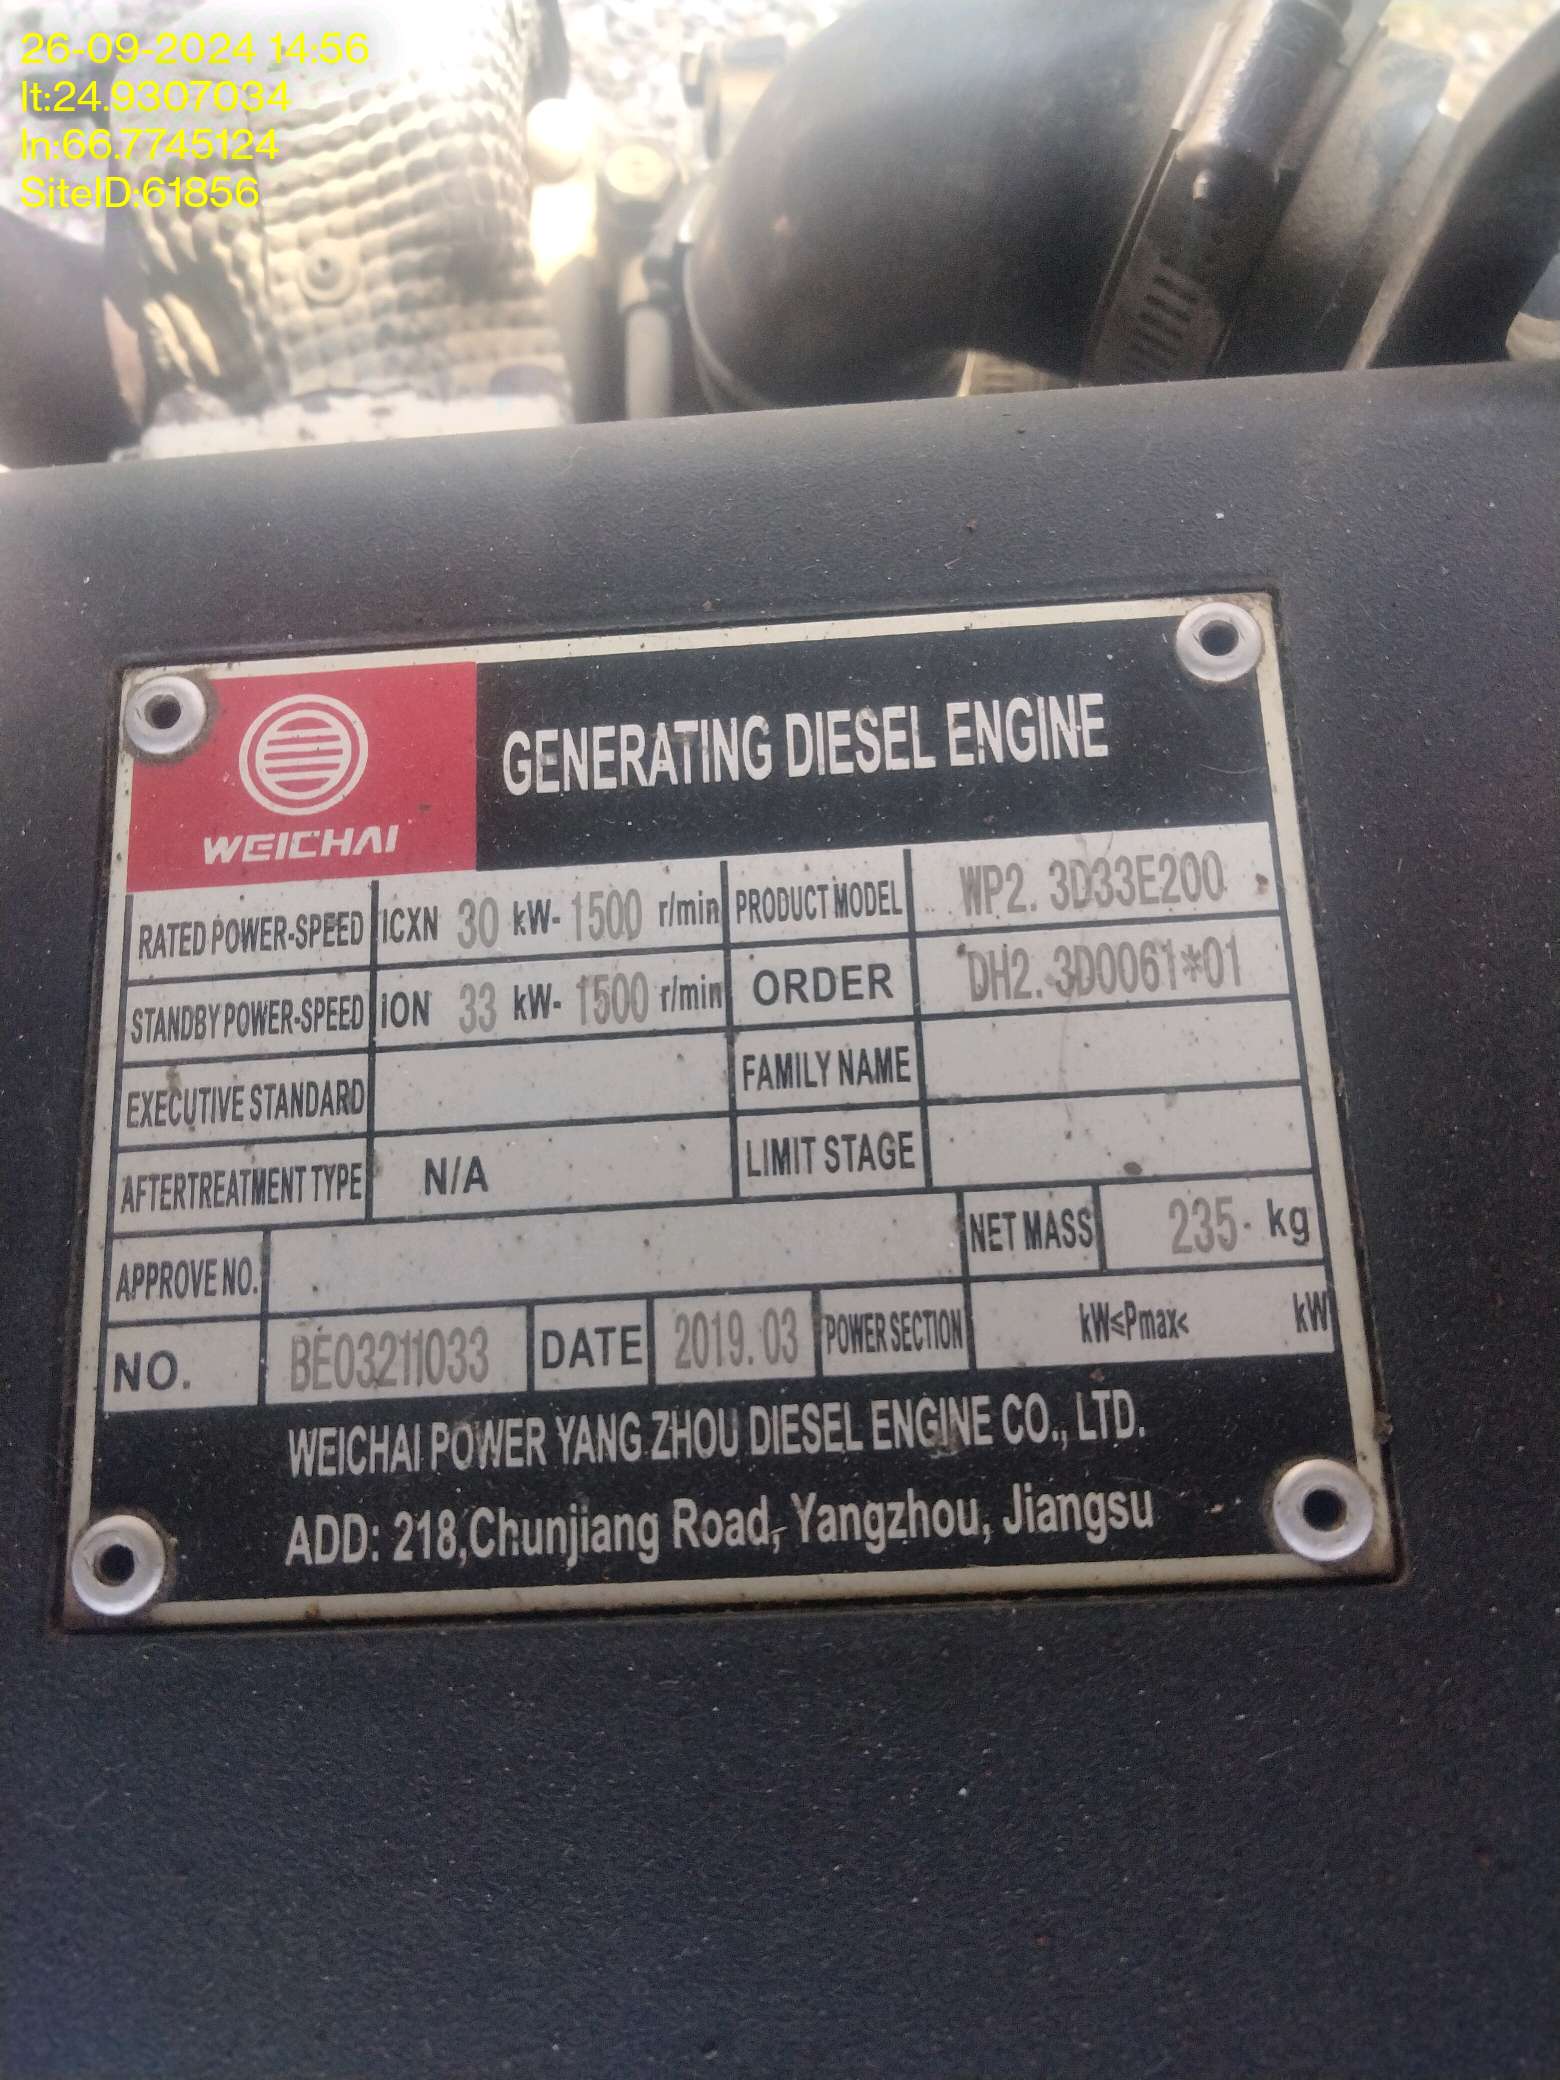 26-09-2024 14:56
lt:24.9307034
ln:66.7745124
SiteID:61856
GENERATING DIESEL ENGINE
WEICHAI
RATED POWER-SPEED ICXN 30 kW- 1500 r/min PRODUCT MODEL WP2. 3D33E200
STANDBY POWER-SPEED ION 33 kW- 1500 r/min ORDER DH2. 3D0061*01
EXECUTIVE STANDARD FAMILY NAME
AFTERTREATMENT TYPE N/A LIMIT STAGE
APPROVE NO. NET MASS 235 kg
NO. BE03211033 DATE 2019.03 POWER SECTION kW≤Pmax< kW
WEICHAI POWER YANG ZHOU DIESEL ENGINE CO., LTD.
ADD: 218,Chunjiang Road, Yangzhou, Jiangsu